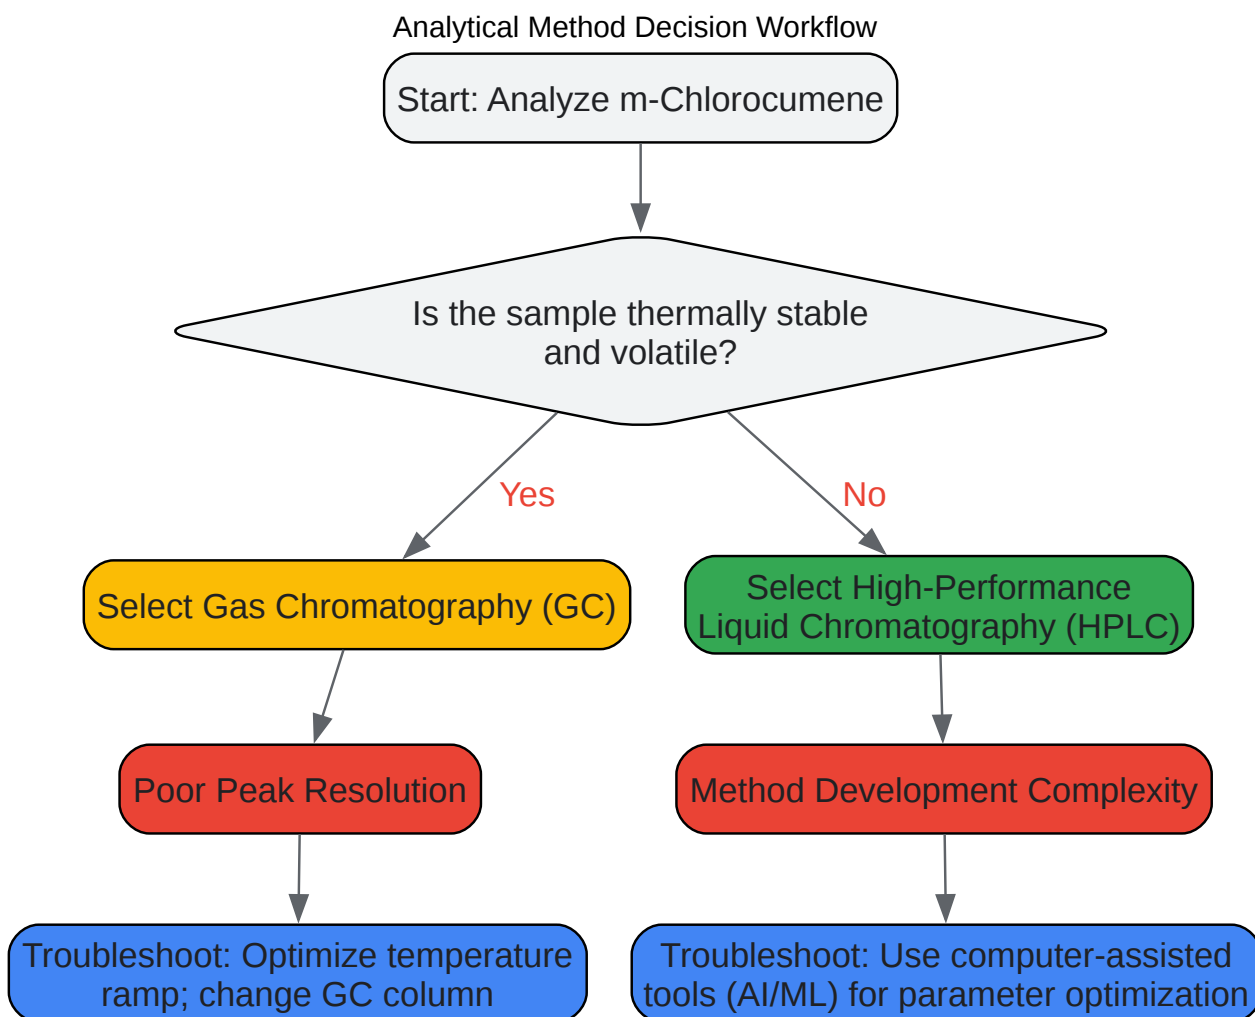 Analytical Method Decision Workflow
Start: Analyze m-Chlorocumene
Is the sample thermally stable
and volatile?
Yes
No
Select Gas Chromatography (GC)
Select High-Performance
Liquid Chromatography (HPLC)
Poor Peak Resolution
Method Development Complexity
Troubleshoot: Optimize temperature
ramp; change GC column
Troubleshoot: Use computer-assisted
tools (AI/ML) for parameter optimization